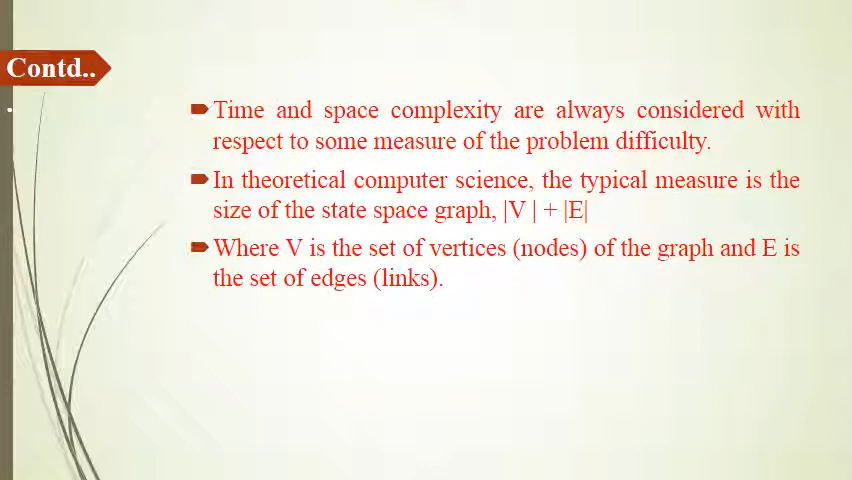 Contd..
Time and space complexity are always considered with
respect to some measure of the problem difficulty.
In theoretical computer science, the typical measure is the
size of the state space graph, |V | + |E|
Where V is the set of vertices (nodes) of the graph and E is
the set of edges (links).